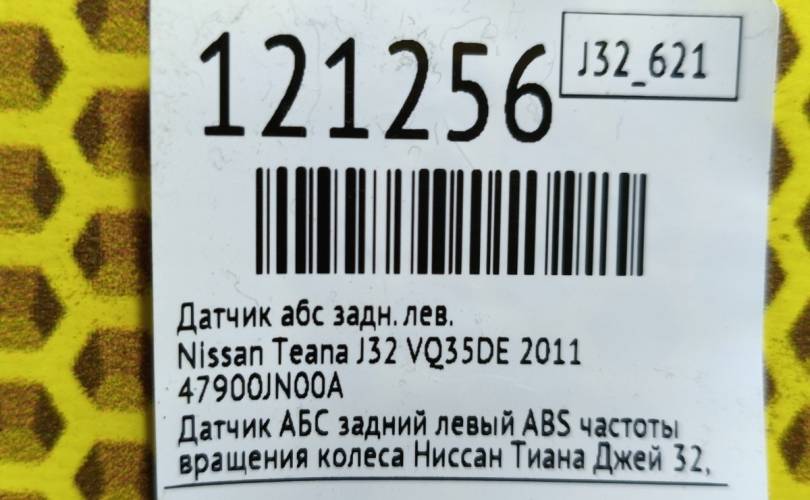 121256
J32_621
Датчик абс задн. лев.
Nissan Teana J32 VQ35DE 2011
47900JN00A
Датчик АБС задний левый ABS частоты
вращения колеса Ниссан Тиана Джей 32,